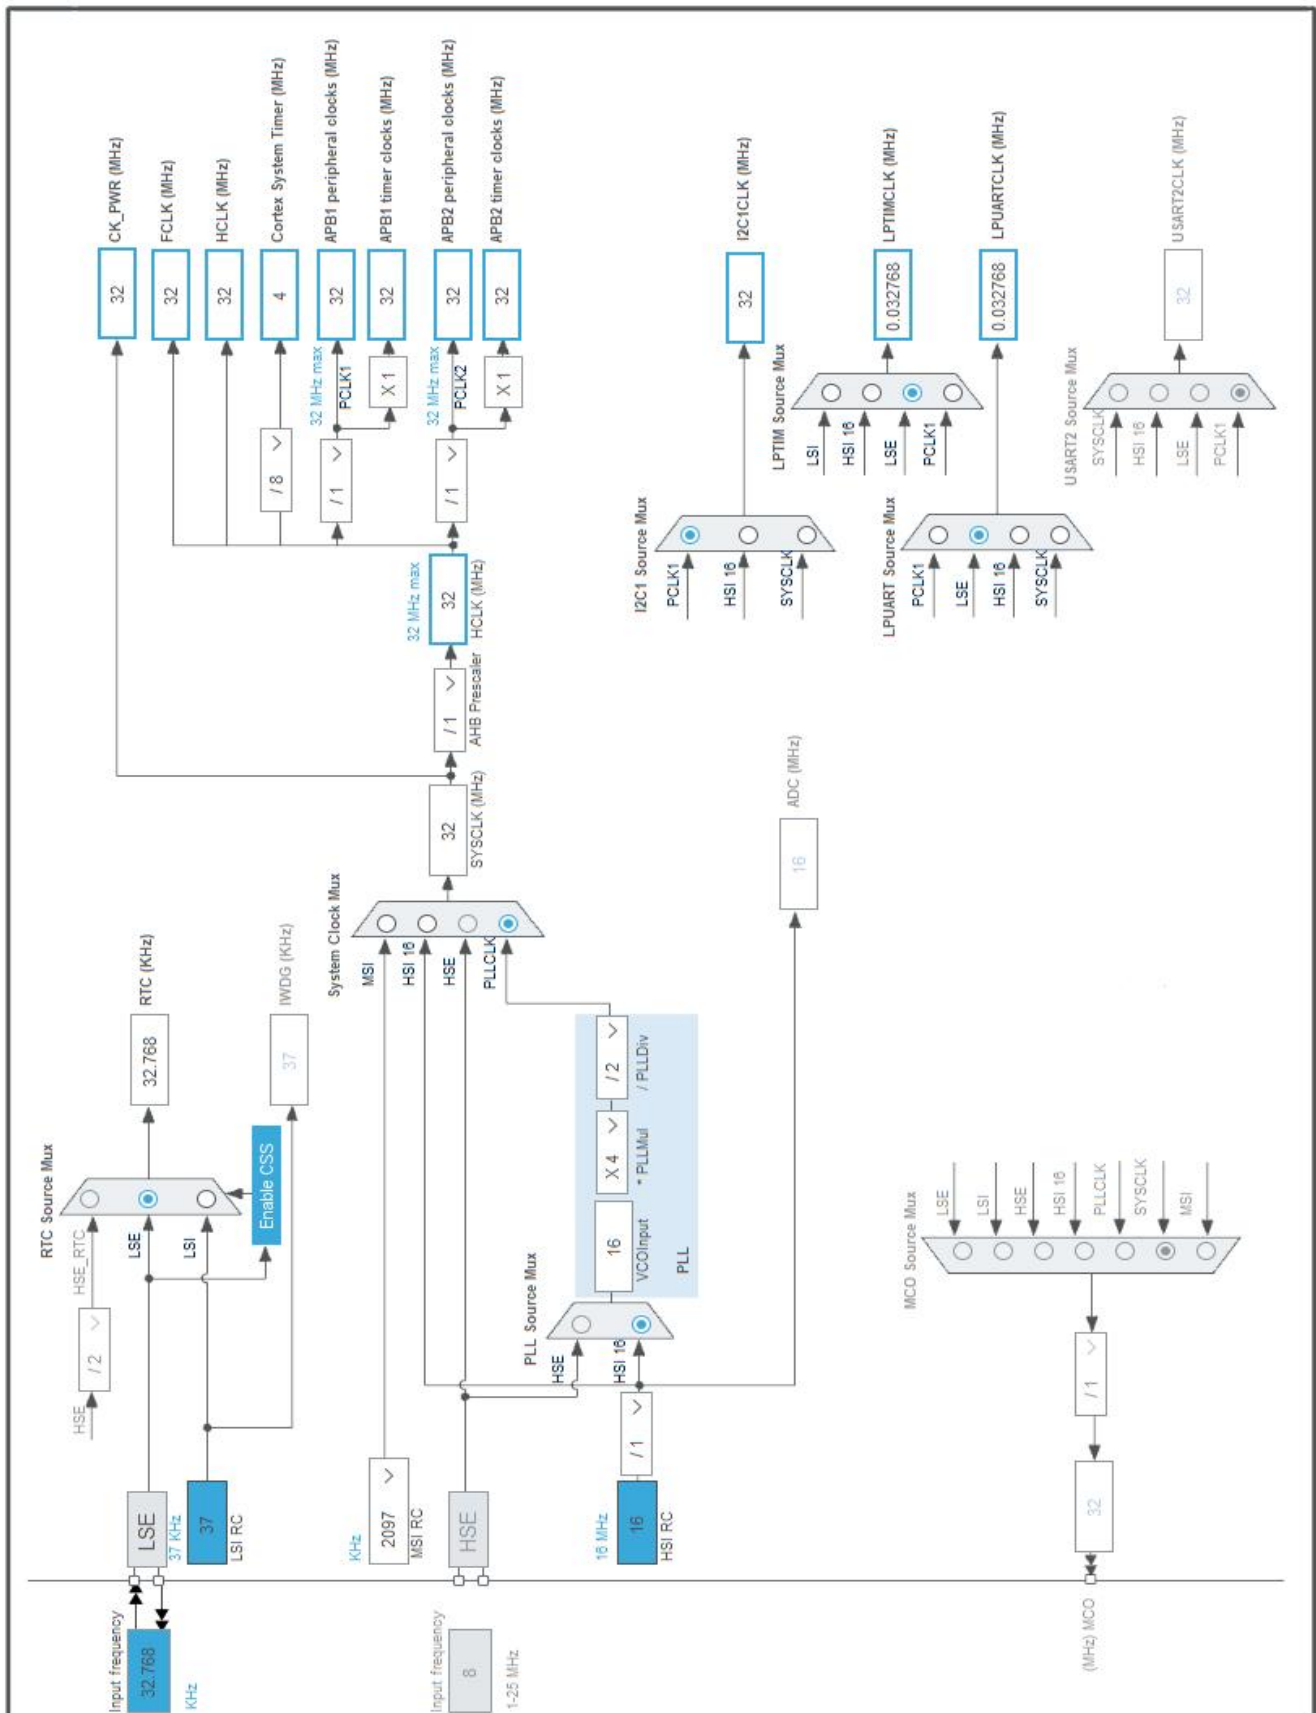 Input frequency
32.768
KHz
LSE
37 KHz
37
LSI RC
HSE
/ 2
HSE_RTC
LSE
LSI
RTC Source Mux
Enable CSS
32.768
RTC (KHz)
37
IWDG (KHz)
KHz
2097
MSI RC
Input frequency
8
1-25 MHz
HSE
16 MHz
16
HSI RC
/ 1
HSE
HSI 16
PLL Source Mux
16
VCOInput
X 4
* PLLMul
/ 2
/ PLLDiv
PLL
System Clock Mux
MSI
HSI 16
HSE
PLLCLK
32
SYSCLK (MHz)
/ 1
AHB Prescaler
32 MHz max
32
HCLK (MHz)
/ 8
/ 1
32 MHz max
PCLK1
X 1
/ 1
32 MHz max
PCLK2
X 1
32
CK_PWR (MHz)
32
FCLK (MHz)
32
HCLK (MHz)
4
Cortex System Timer (MHz)
32
APB1 peripheral clocks (MHz)
32
APB1 timer clocks (MHz)
32
APB2 peripheral clocks (MHz)
32
APB2 timer clocks (MHz)
16
ADC (MHz)
I2C1 Source Mux
PCLK1
HSI 16
SYSCLK
32
I2C1CLK (MHz)
LPTIM Source Mux
LSI
HSI 16
LSE
PCLK1
0.032768
LPTIMCLK (MHz)
LPUART Source Mux
PCLK1
LSE
HSI 16
SYSCLK
0.032768
LPUARTCLK (MHz)
USART2 Source Mux
SYSCLK
HSI 16
LSE
PCLK1
32
USART2CLK (MHz)
MCO Source Mux
LSE
LSI
HSE
HSI 16
PLLCLK
SYSCLK
MSI
/ 1
32
(MHz) MCO